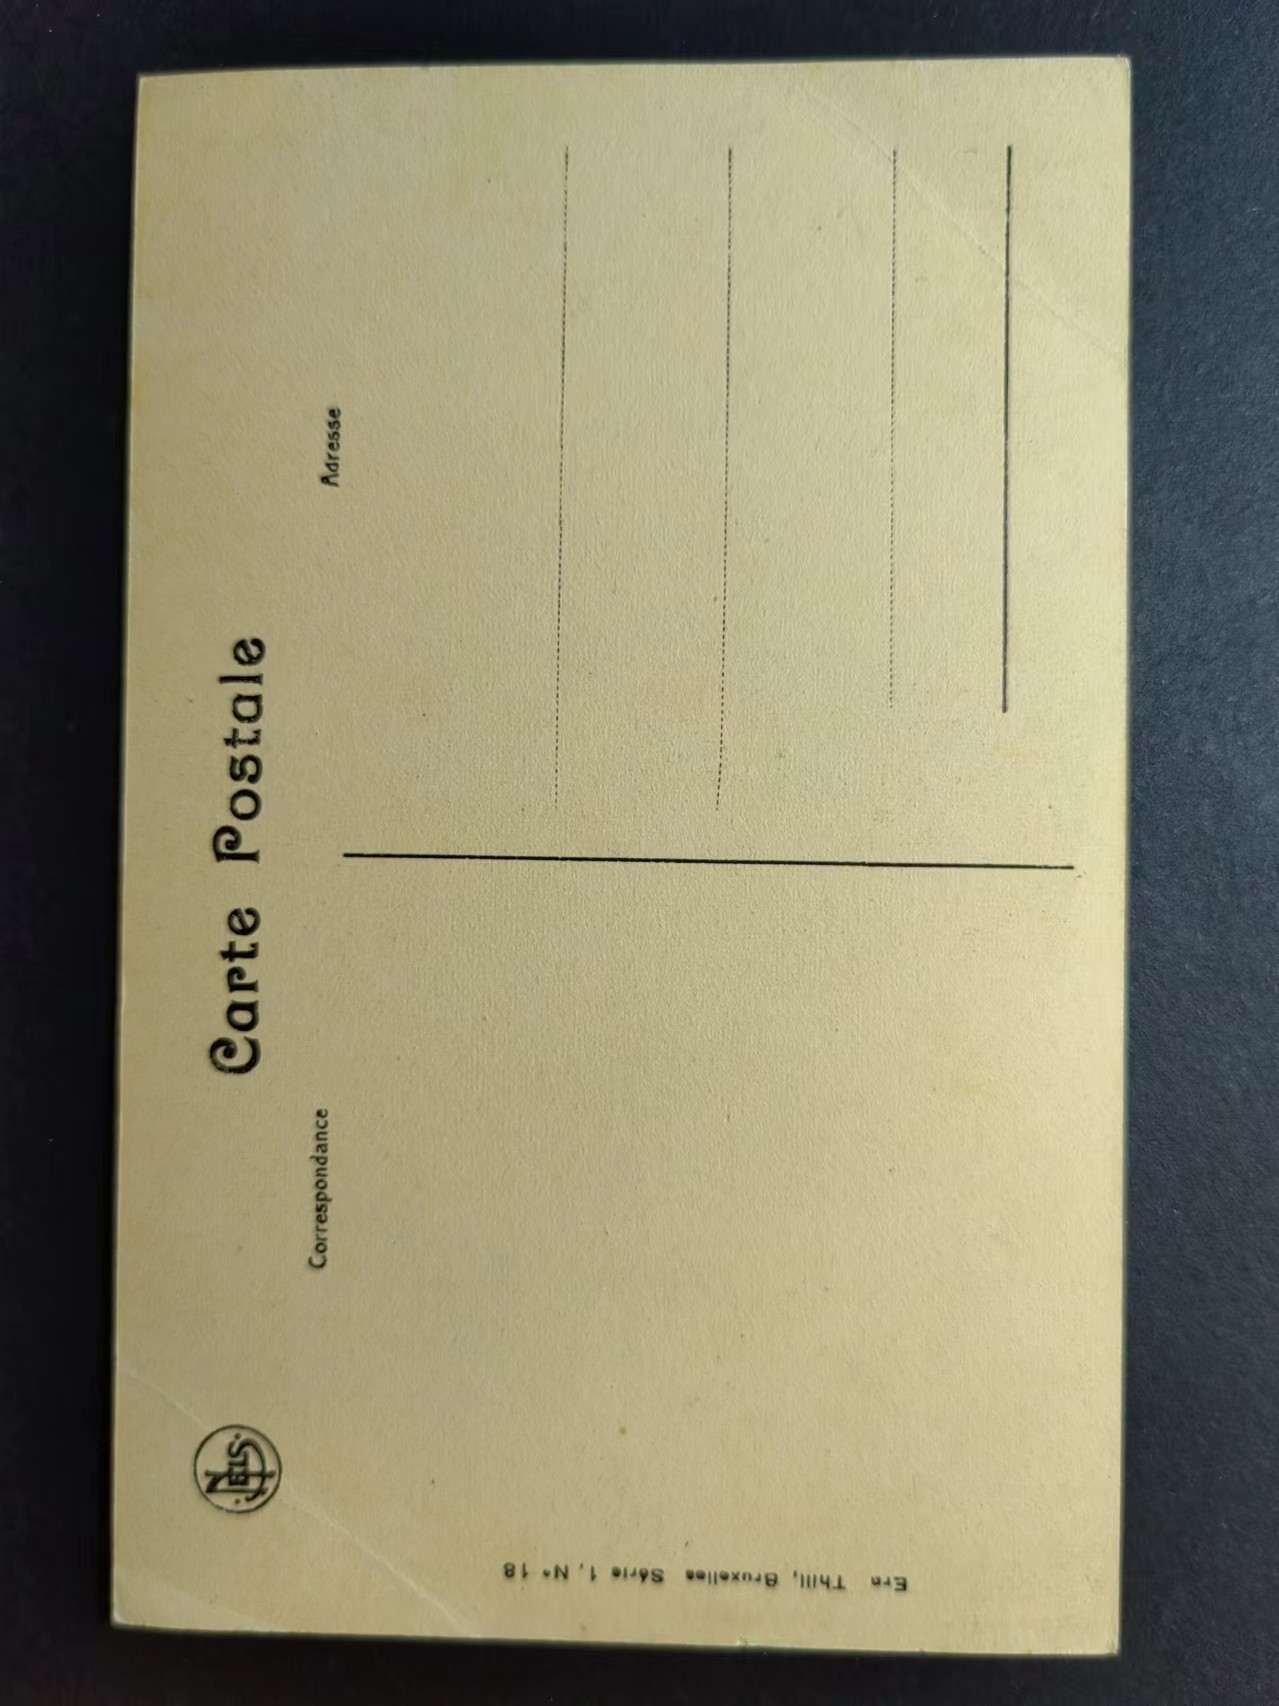 Carte Postale
Correspondance
Adresse
NELS
Ern Thill, Bruxelles Série 1, N° 18